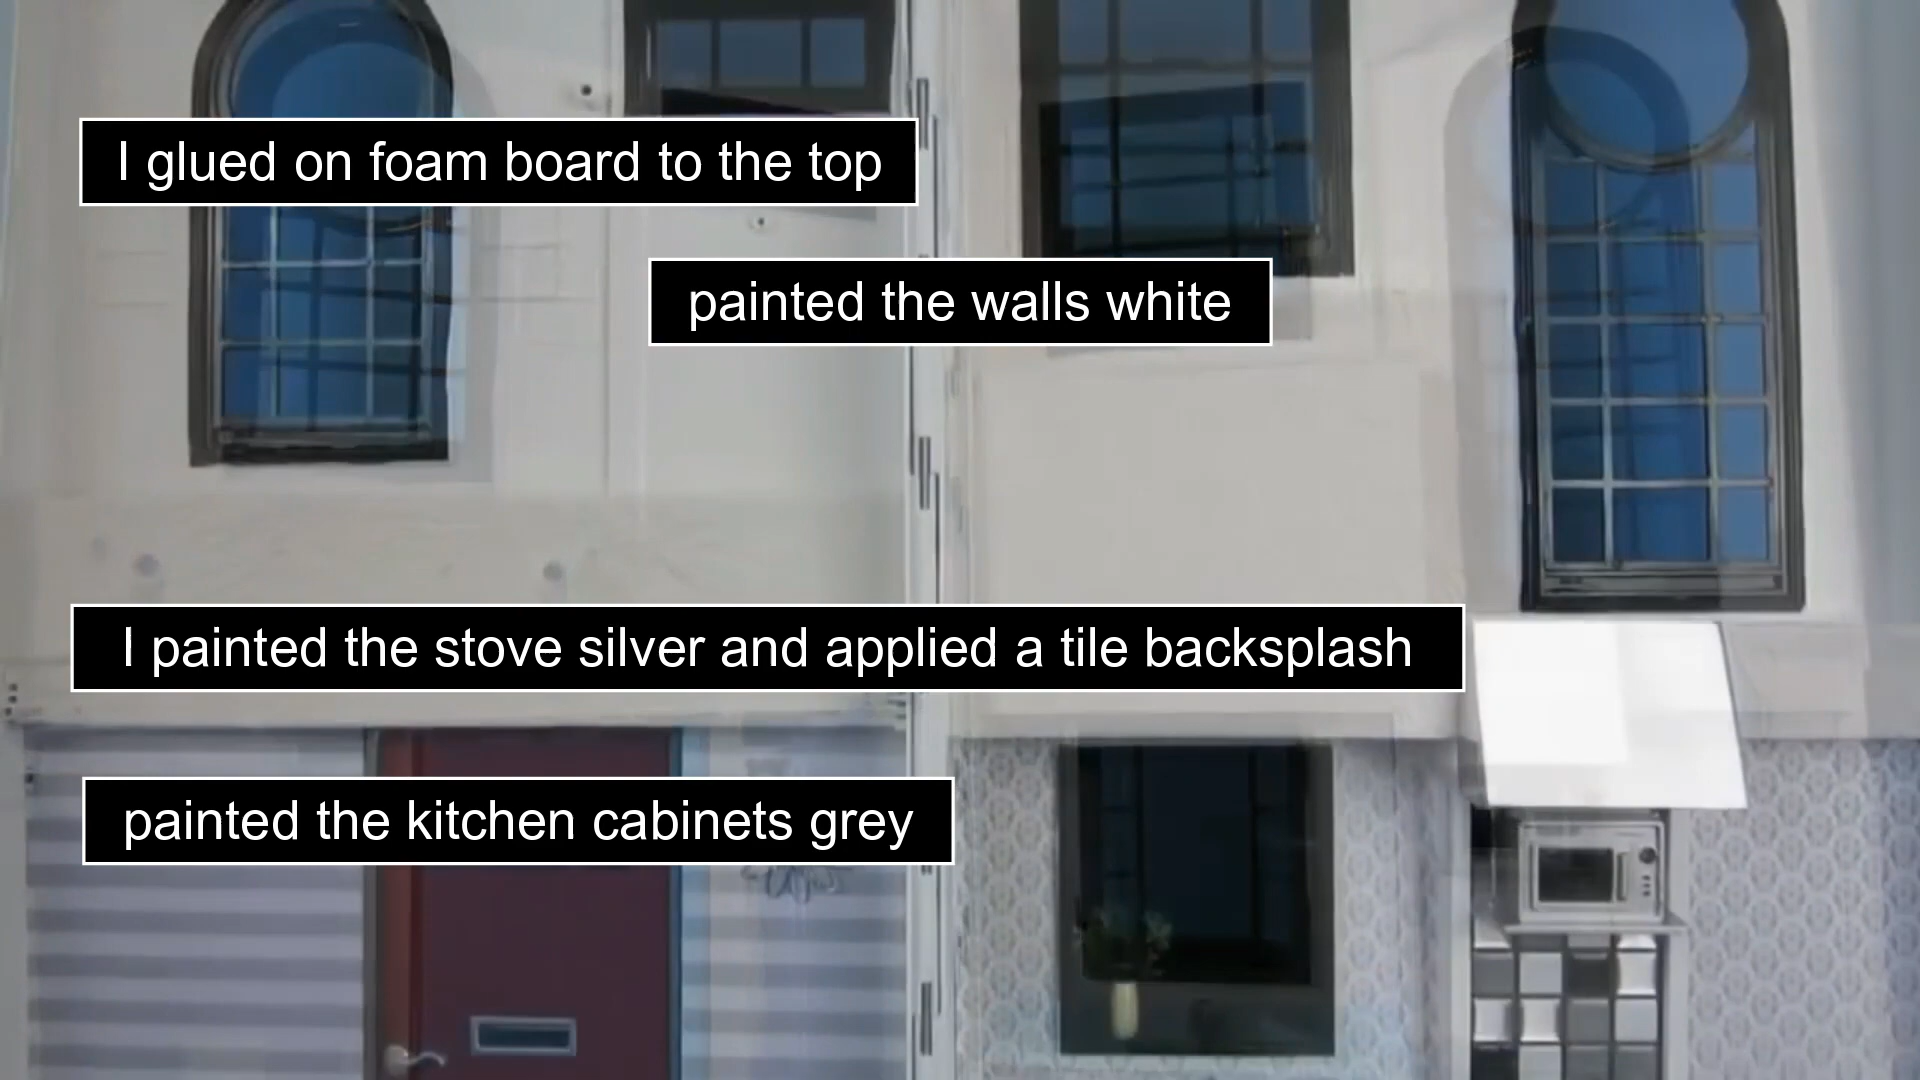 I glued on foam board to the top
painted the walls white
I painted the stove silver and applied a tile backsplash
painted the kitchen cabinets grey